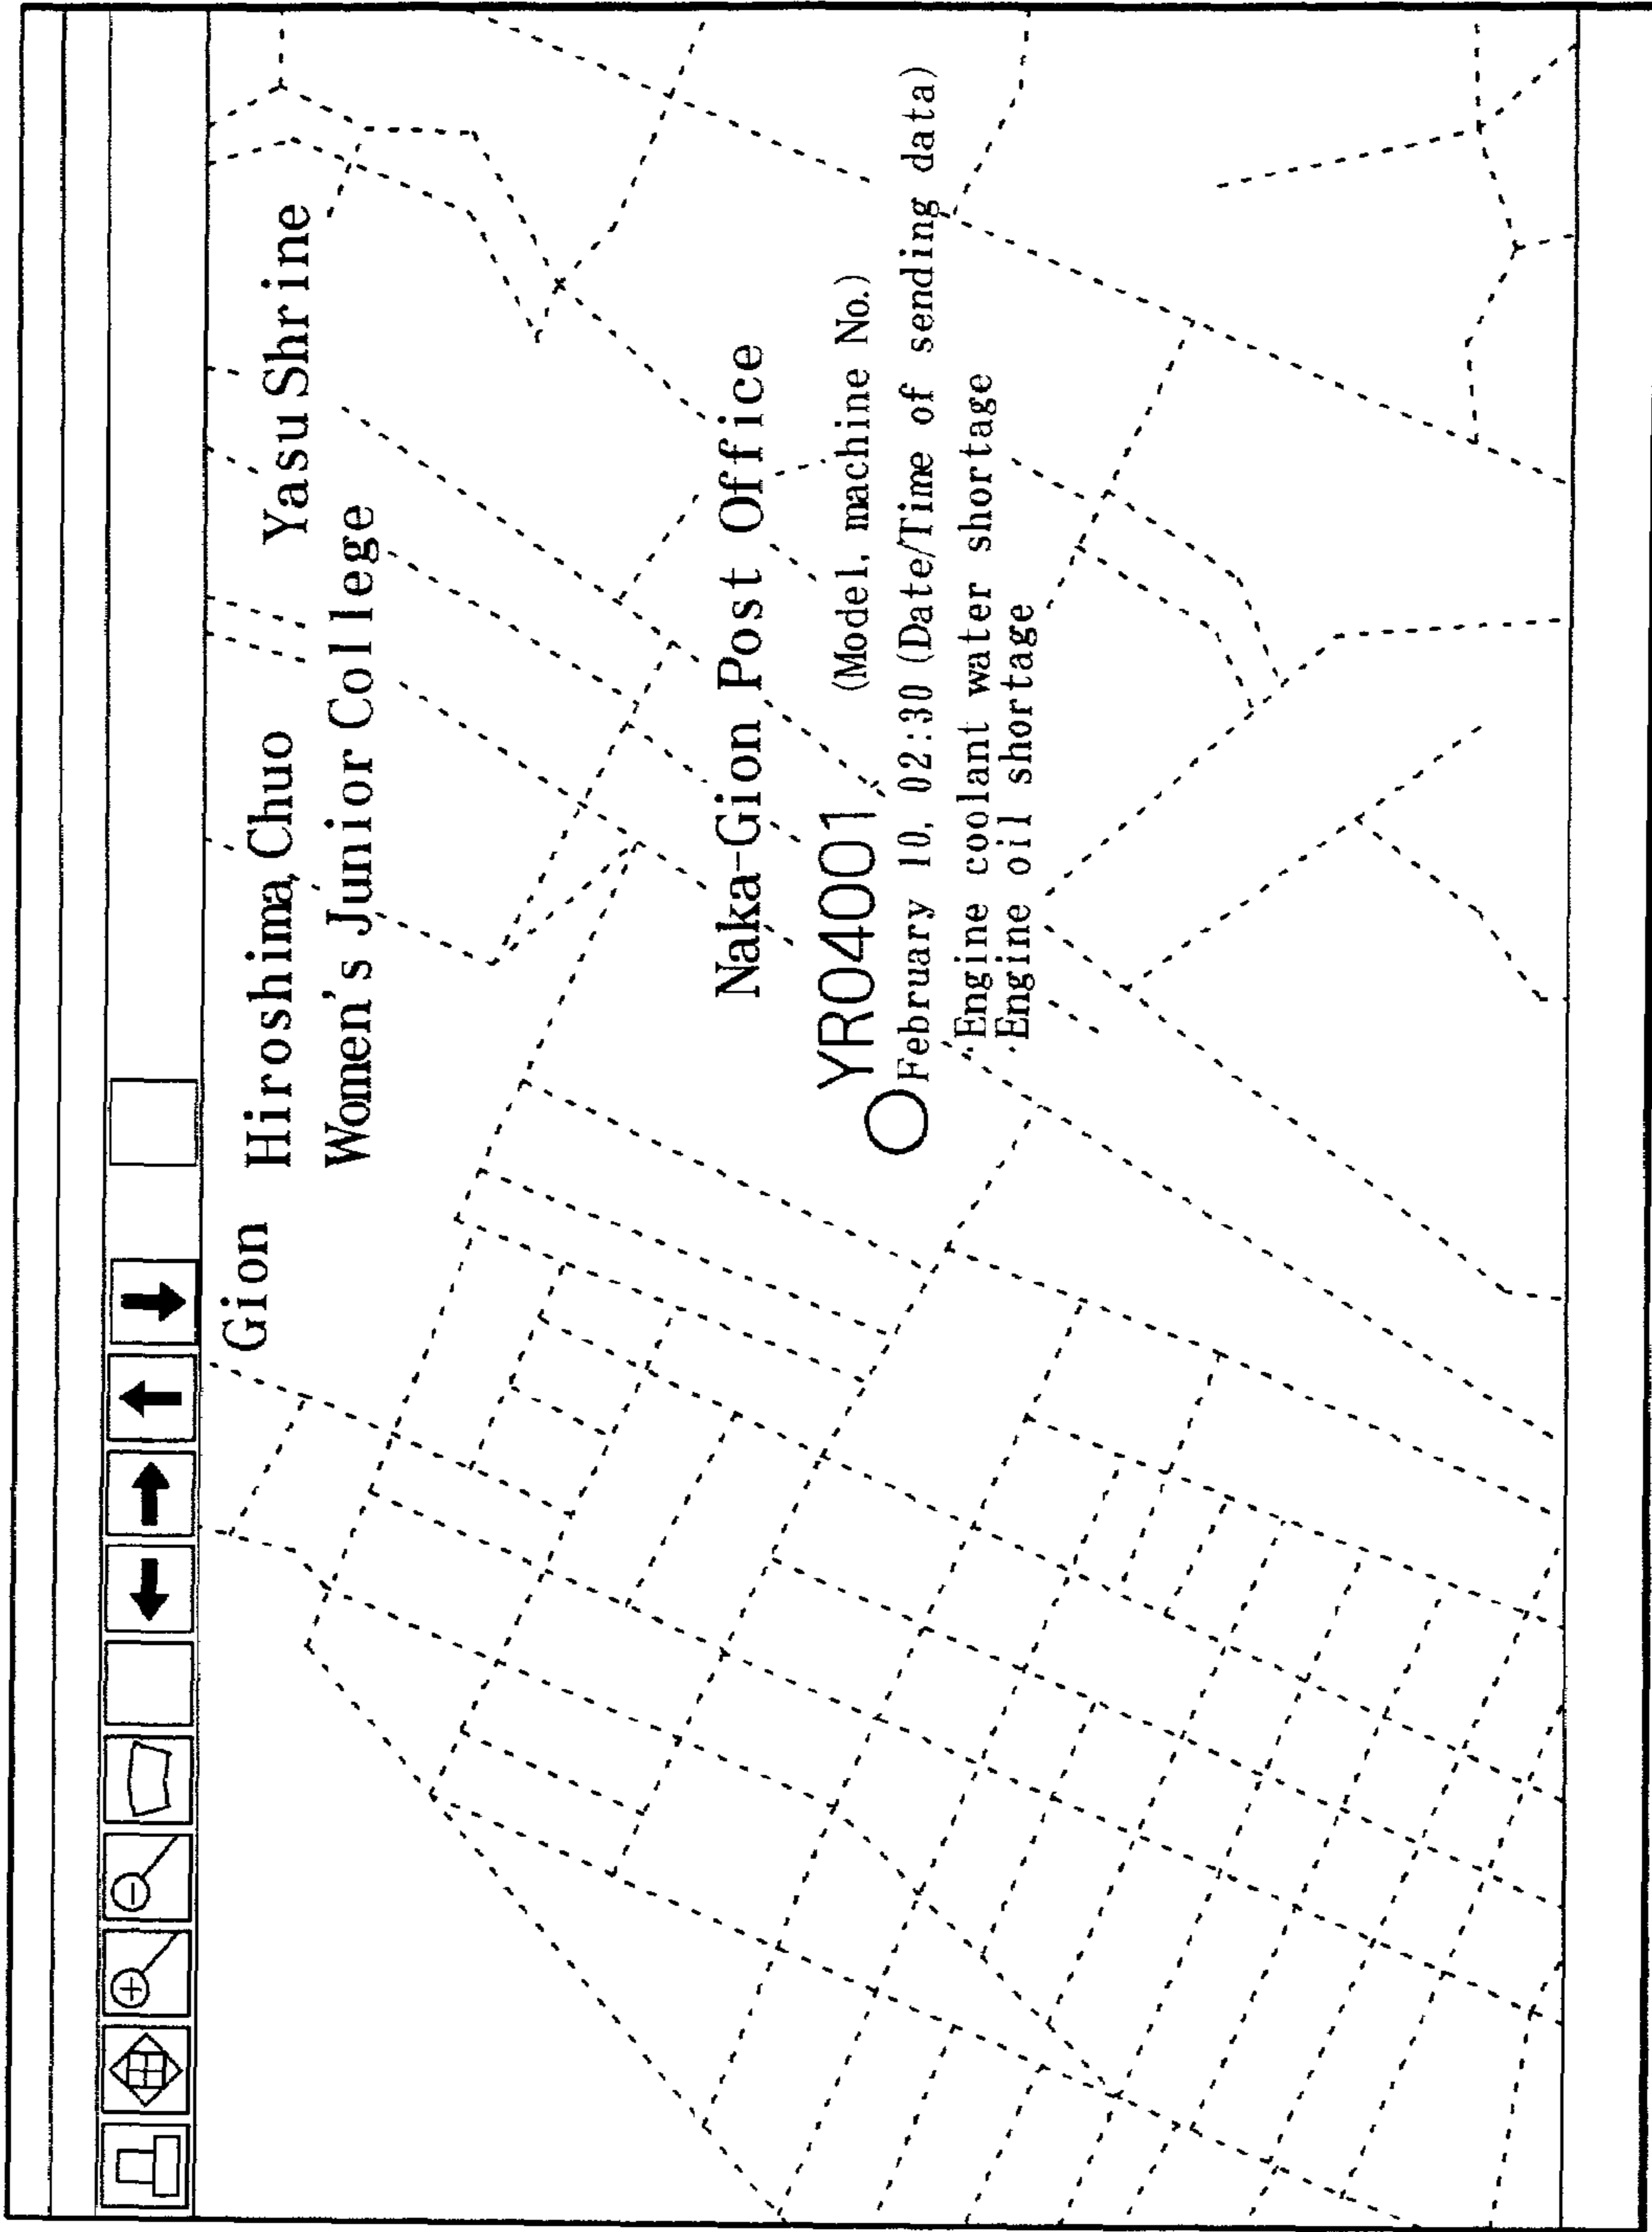 Gion
Hiroshima Chuo
Women's Junior College
Yasu Shrine
Naka-Gion Post Office
YR04001 (Model, machine No.)
February 10, 02:30 (Date/Time of sending data)
·Engine coolant water shortage
·Engine oil shortage